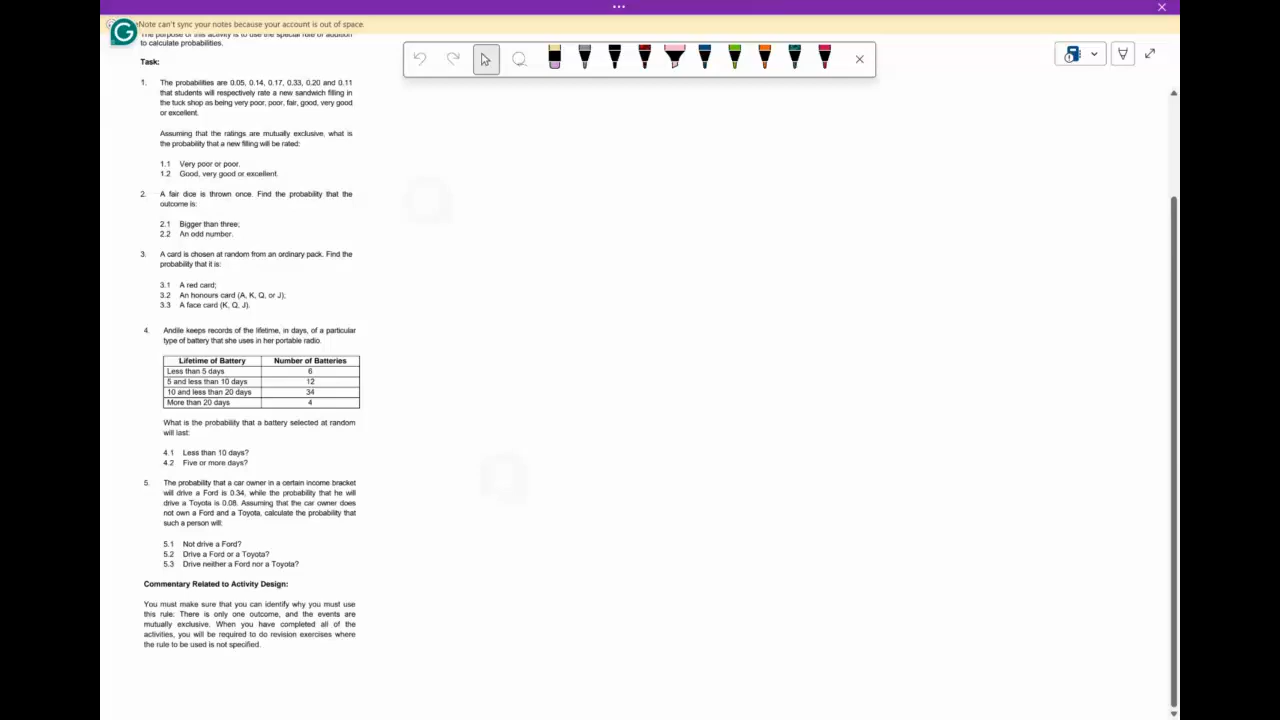 Note can't sync your notes because your account is out of space.
The purpose of this activity is to use the special rule of addition
to calculate probabilities.
Task:
1. The probabilities are 0.05, 0.14, 0.17, 0.33, 0.20 and 0.11
that students will respectively rate a new sandwich filling in
the tuck shop as being very poor, poor, fair, good, very good
or excellent.
Assuming that the ratings are mutually exclusive, what is
the probability that a new filling will be rated:
1.1 Very poor or poor.
1.2 Good, very good or excellent.
2. A fair dice is thrown once. Find the probability that the
outcome is:
2.1 Bigger than three;
2.2 An odd number.
3. A card is chosen at random from an ordinary pack. Find the
probability that it is:
3.1 A red card;
3.2 An honours card (A, K, Q, or J);
3.3 A face card (K, Q, J).
4. Andile keeps records of the lifetime, in days, of a particular
type of battery that she uses in her portable radio.
Lifetime of Battery Number of Batteries
Less than 5 days 6
5 and less than 10 days 12
10 and less than 20 days 34
More than 20 days 4
What is the probability that a battery selected at random
will last:
4.1 Less than 10 days?
4.2 Five or more days?
5. The probability that a car owner in a certain income bracket
will drive a Ford is 0.34, while the probability that he will
drive a Toyota is 0.08. Assuming that the car owner does
not own a Ford and a Toyota, calculate the probability that
such a person will:
5.1 Not drive a Ford?
5.2 Drive a Ford or a Toyota?
5.3 Drive neither a Ford nor a Toyota?
Commentary Related to Activity Design:
You must make sure that you can identify why you must use
this rule: There is only one outcome, and the events are
mutually exclusive. When you have completed all of the
activities, you will be required to do revision exercises where
the rule to be used is not specified.